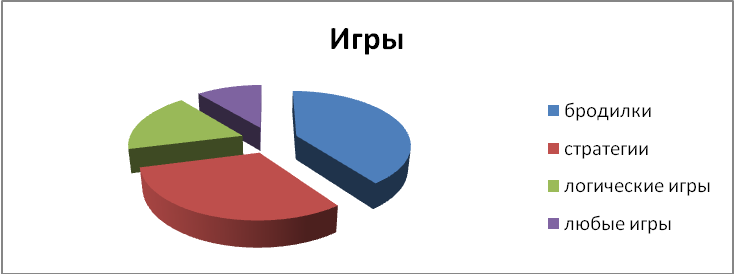 Игры
бродилки
стратегии
логические игры
любые игры